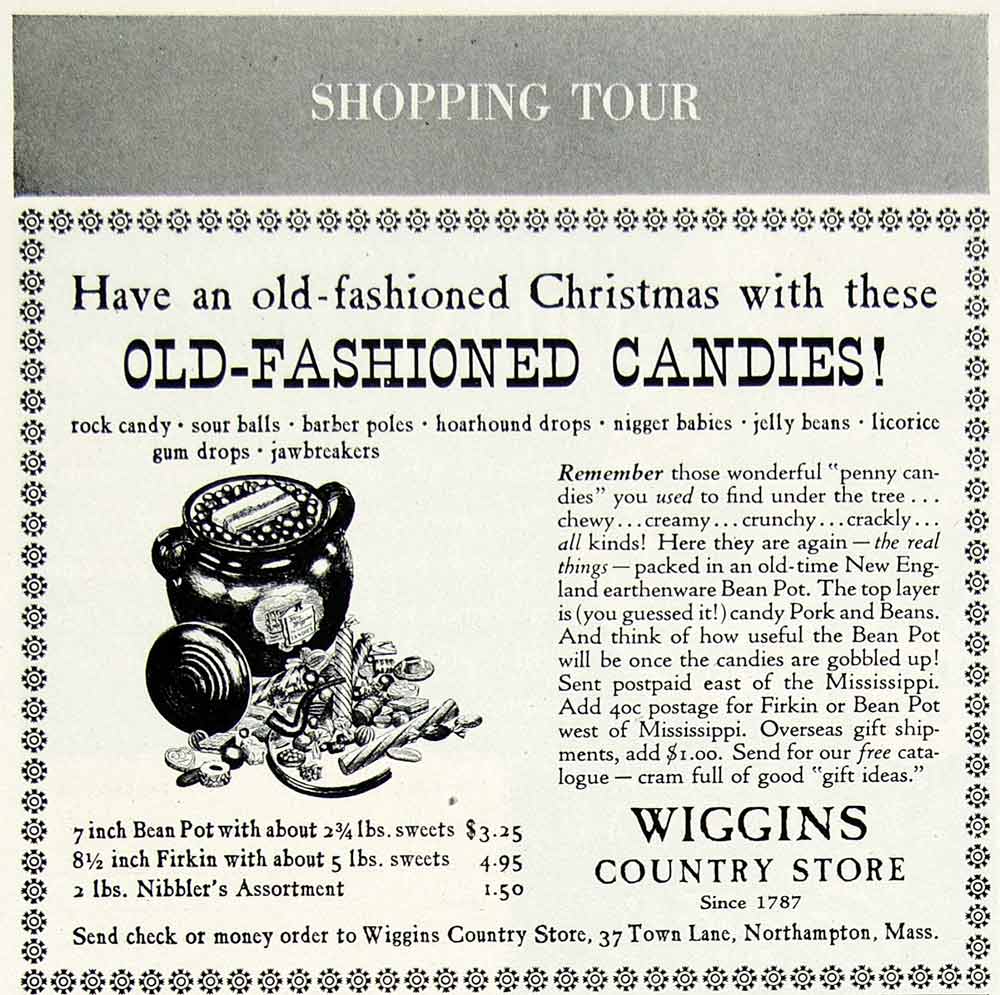 SHOPPING TOUR
Have an old-fashioned Christmas with these
OLD-FASHIONED CANDIES!
rock candy · sour balls · barber poles · hoarhound drops · nigger babies · jelly beans · licorice
gum drops · jawbreakers
Remember those wonderful "penny can-
dies" you used to find under the tree . . .
chewy . . . creamy . . . crunchy . . . crackly . . .
all kinds! Here they are again — the real
things — packed in an old-time New Eng-
land earthenware Bean Pot. The top layer
is (you guessed it!) candy Pork and Beans.
And think of how useful the Bean Pot
will be once the candies are gobbled up!
Sent postpaid east of the Mississippi.
Add 40c postage for Firkin or Bean Pot
west of Mississippi. Overseas gift ship-
ments, add $1.00. Send for our free cata-
logue — cram full of good "gift ideas."
7 inch Bean Pot with about 2¾ lbs. sweets $3.25
8½ inch Firkin with about 5 lbs. sweets 4.95
2 lbs. Nibbler's Assortment 1.50
WIGGINS
COUNTRY STORE
Since 1787
Send check or money order to Wiggins Country Store, 37 Town Lane, Northampton, Mass.